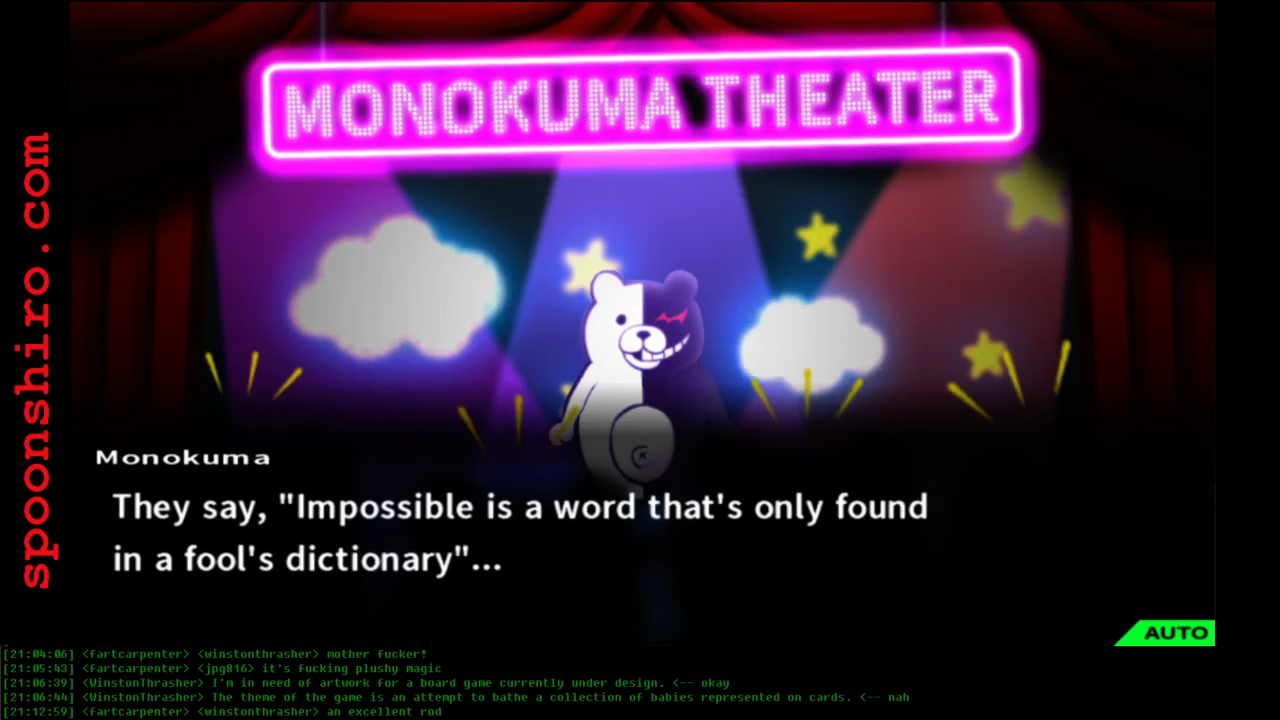 MONOKUMA THEATER
spoonshiro.com
Monokuma
They say, "Impossible is a word that's only found
in a fool's dictionary"...
AUTO
[21:04:06] <fartcarpenter> <winstonthrasher> mother fucker!
[21:05:43] <fartcarpenter> <jpg816> it's fucking plushy magic
[21:06:39] <WinstonThrasher> I'm in need of artwork for a board game currently under design. <-- okay
[21:06:44] <WinstonThrasher> The theme of the game is an attempt to bathe a collection of babies represented on cards. <-- nah
[21:12:59] <fartcarpenter> <winstonthrasher> an excellent rod